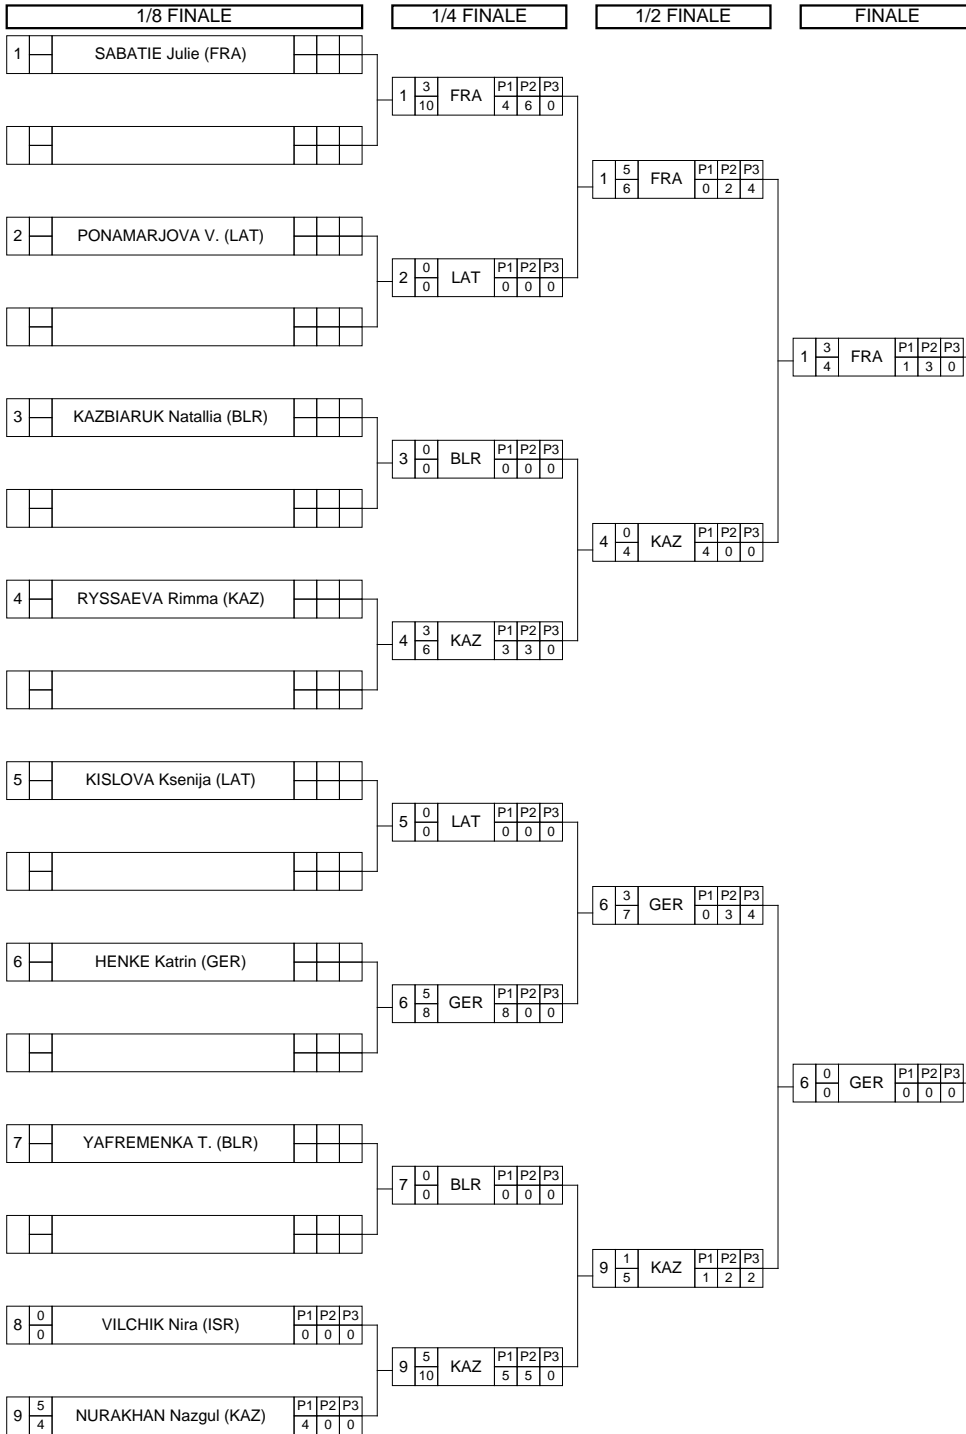 1/8 FINALE 1/4 FINALE 1/2 FINALE FINALE
1 SABATIE Julie (FRA)
1 3 10 FRA P1 P2 P3 4 6 0
1 5 6 FRA P1 P2 P3 0 2 4
2 PONAMARJOVA V. (LAT)
2 0 0 LAT P1 P2 P3 0 0 0
1 3 4 FRA P1 P2 P3 1 3 0
3 KAZBIARUK Natallia (BLR)
3 0 0 BLR P1 P2 P3 0 0 0
4 0 4 KAZ P1 P2 P3 4 0 0
4 RYSSAEVA Rimma (KAZ)
4 3 6 KAZ P1 P2 P3 3 3 0
5 KISLOVA Ksenija (LAT)
5 0 0 LAT P1 P2 P3 0 0 0
6 3 7 GER P1 P2 P3 0 3 4
6 HENKE Katrin (GER)
6 5 8 GER P1 P2 P3 8 0 0
6 0 0 GER P1 P2 P3 0 0 0
7 YAFREMENKA T. (BLR)
7 0 0 BLR P1 P2 P3 0 0 0
9 1 5 KAZ P1 P2 P3 1 2 2
8 0 0 VILCHIK Nira (ISR) P1 P2 P3 0 0 0
9 5 10 KAZ P1 P2 P3 5 5 0
9 5 4 NURAKHAN Nazgul (KAZ) P1 P2 P3 4 0 0